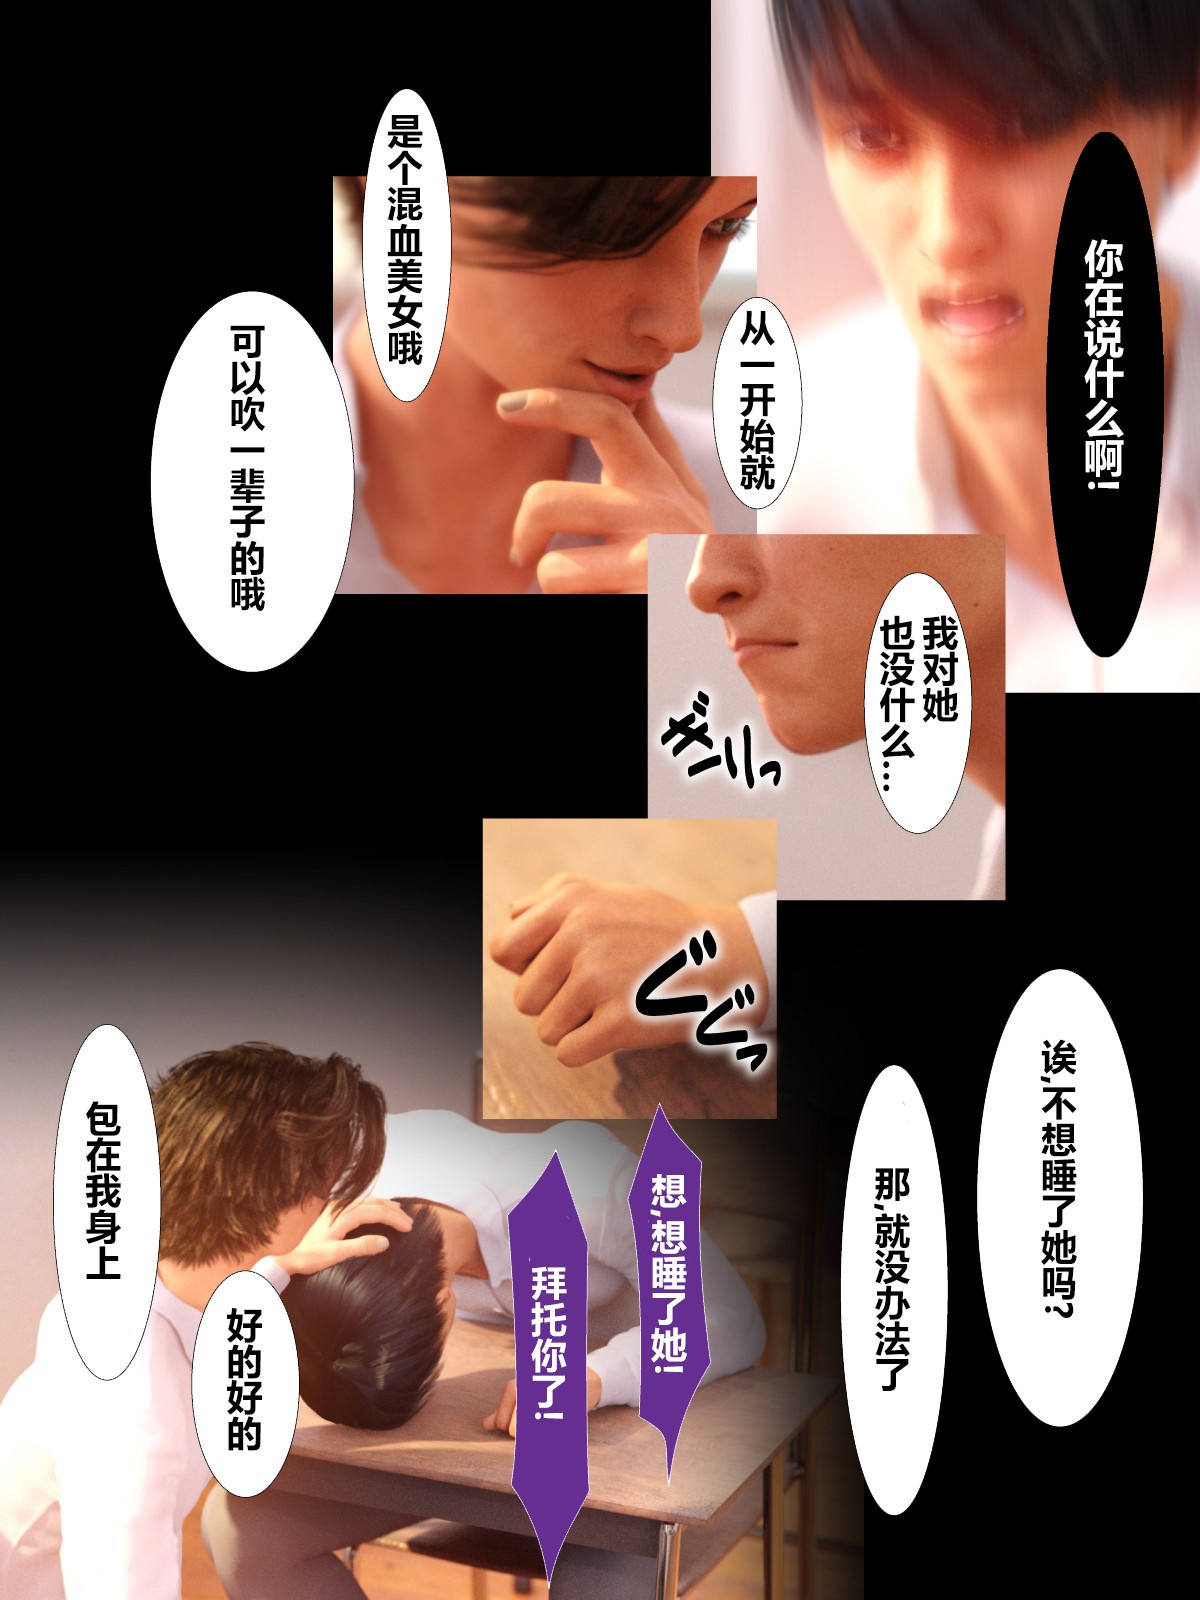 你在说什么啊!
从一开始就
是个混血美女哦
可以吹一辈子的哦
我对她
也没什么…
ギーリっ
ぐぐっ
诶,不想睡了她吗?
那,就没办法了
想,想睡了她!
拜托你了!
好的好的
包在我身上